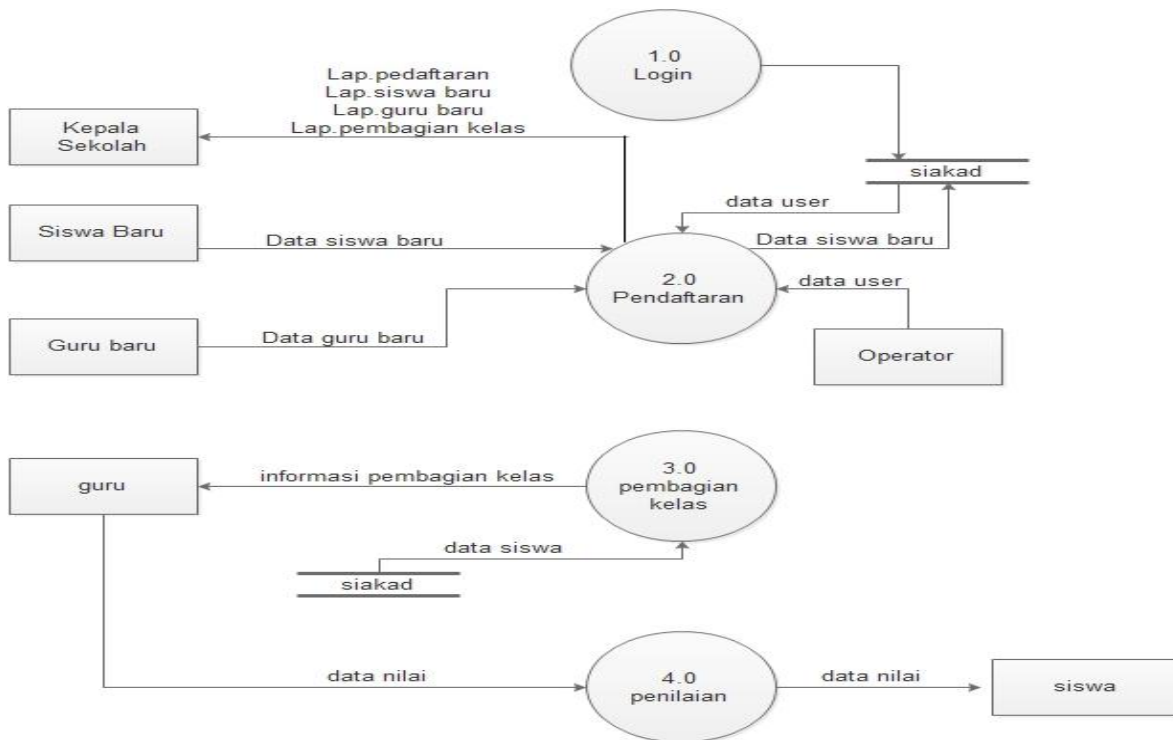 1.0
Login
Lap.pedaftaran
Lap.siswa baru
Lap.guru baru
Lap.pembagian kelas
Kepala
Sekolah
siakad
data user
Siswa Baru
Data siswa baru
Data siswa baru
2.0
Pendaftaran
data user
Guru baru
Data guru baru
Operator
guru
informasi pembagian kelas
3.0
pembagian
kelas
data siswa
siakad
data nilai
4.0
penilaian
data nilai
siswa